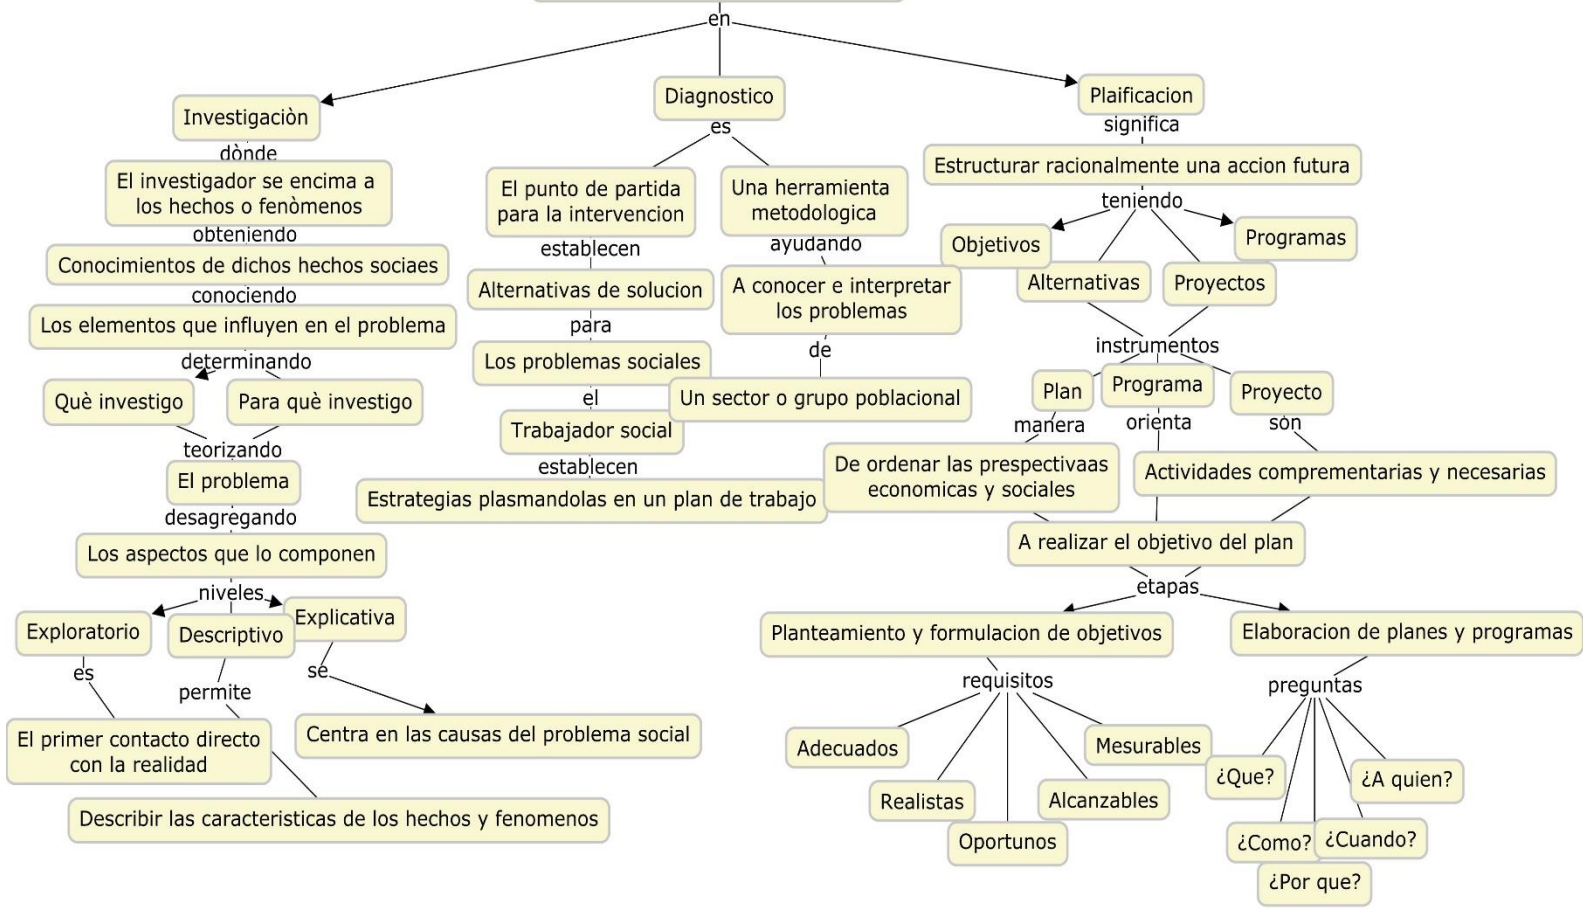 en
Investigaciòn
dònde
El investigador se encima a
los hechos o fenòmenos
obteniendo
Conocimientos de dichos hechos sociaes
conociendo
Los elementos que influyen en el problema
determinando
Què investigo
Para què investigo
teorizando
El problema
desagregando
Los aspectos que lo componen
niveles
Exploratorio
Descriptivo
Explicativa
es
permite
se
El primer contacto directo
con la realidad
Centra en las causas del problema social
Describir las caracteristicas de los hechos y fenomenos
Diagnostico
es
El punto de partida
para la intervencion
establecen
Alternativas de solucion
para
Los problemas sociales
el
Trabajador social
establecen
Estrategias plasmandolas en un plan de trabajo
Una herramienta
metodologica
ayudando
A conocer e interpretar
los problemas
de
Un sector o grupo poblacional
Plaificacion
significa
Estructurar racionalmente una accion futura
teniendo
Objetivos
Alternativas
Proyectos
Programas
instrumentos
Plan
Programa
Proyecto
manera
orienta
son
De ordenar las prespectivaas
economicas y sociales
Actividades comprementarias y necesarias
A realizar el objetivo del plan
etapas
Planteamiento y formulacion de objetivos
Elaboracion de planes y programas
requisitos
Adecuados
Realistas
Oportunos
Alcanzables
Mesurables
preguntas
¿Que?
¿Como?
¿Por que?
¿Cuando?
¿A quien?